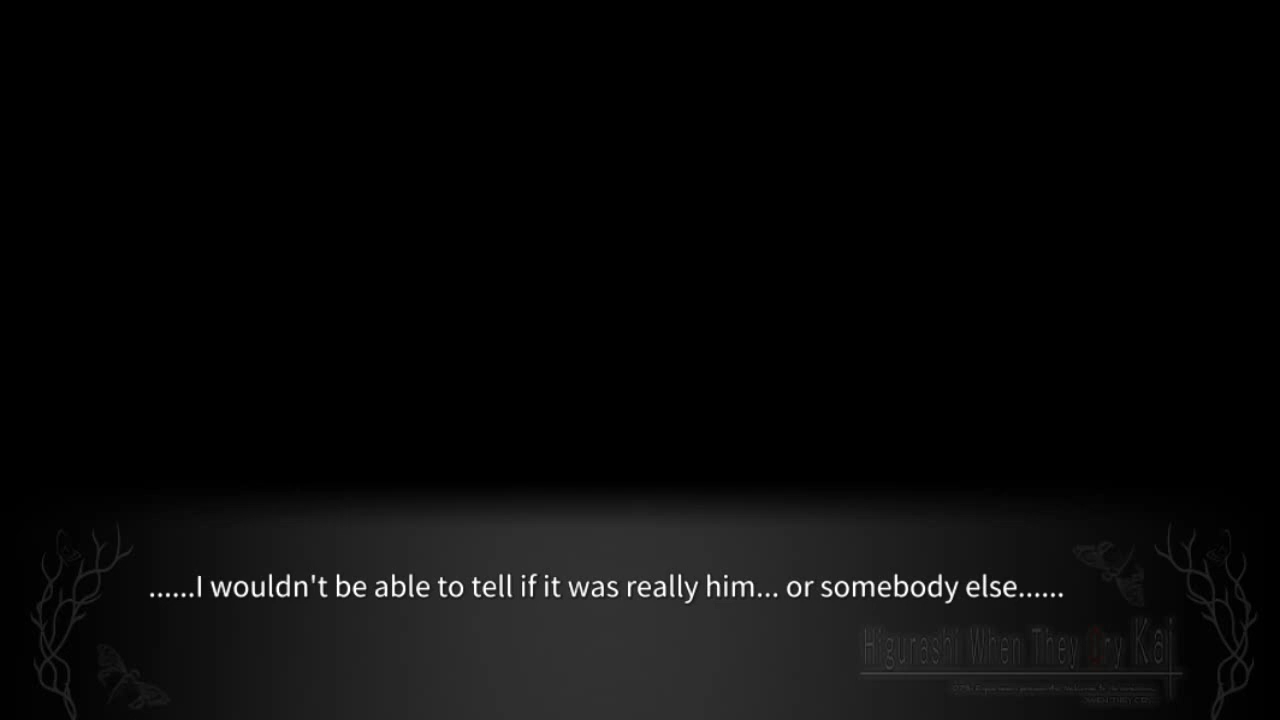 ......I wouldn't be able to tell if it was really him... or somebody else......
Higurashi When They Cry Kai